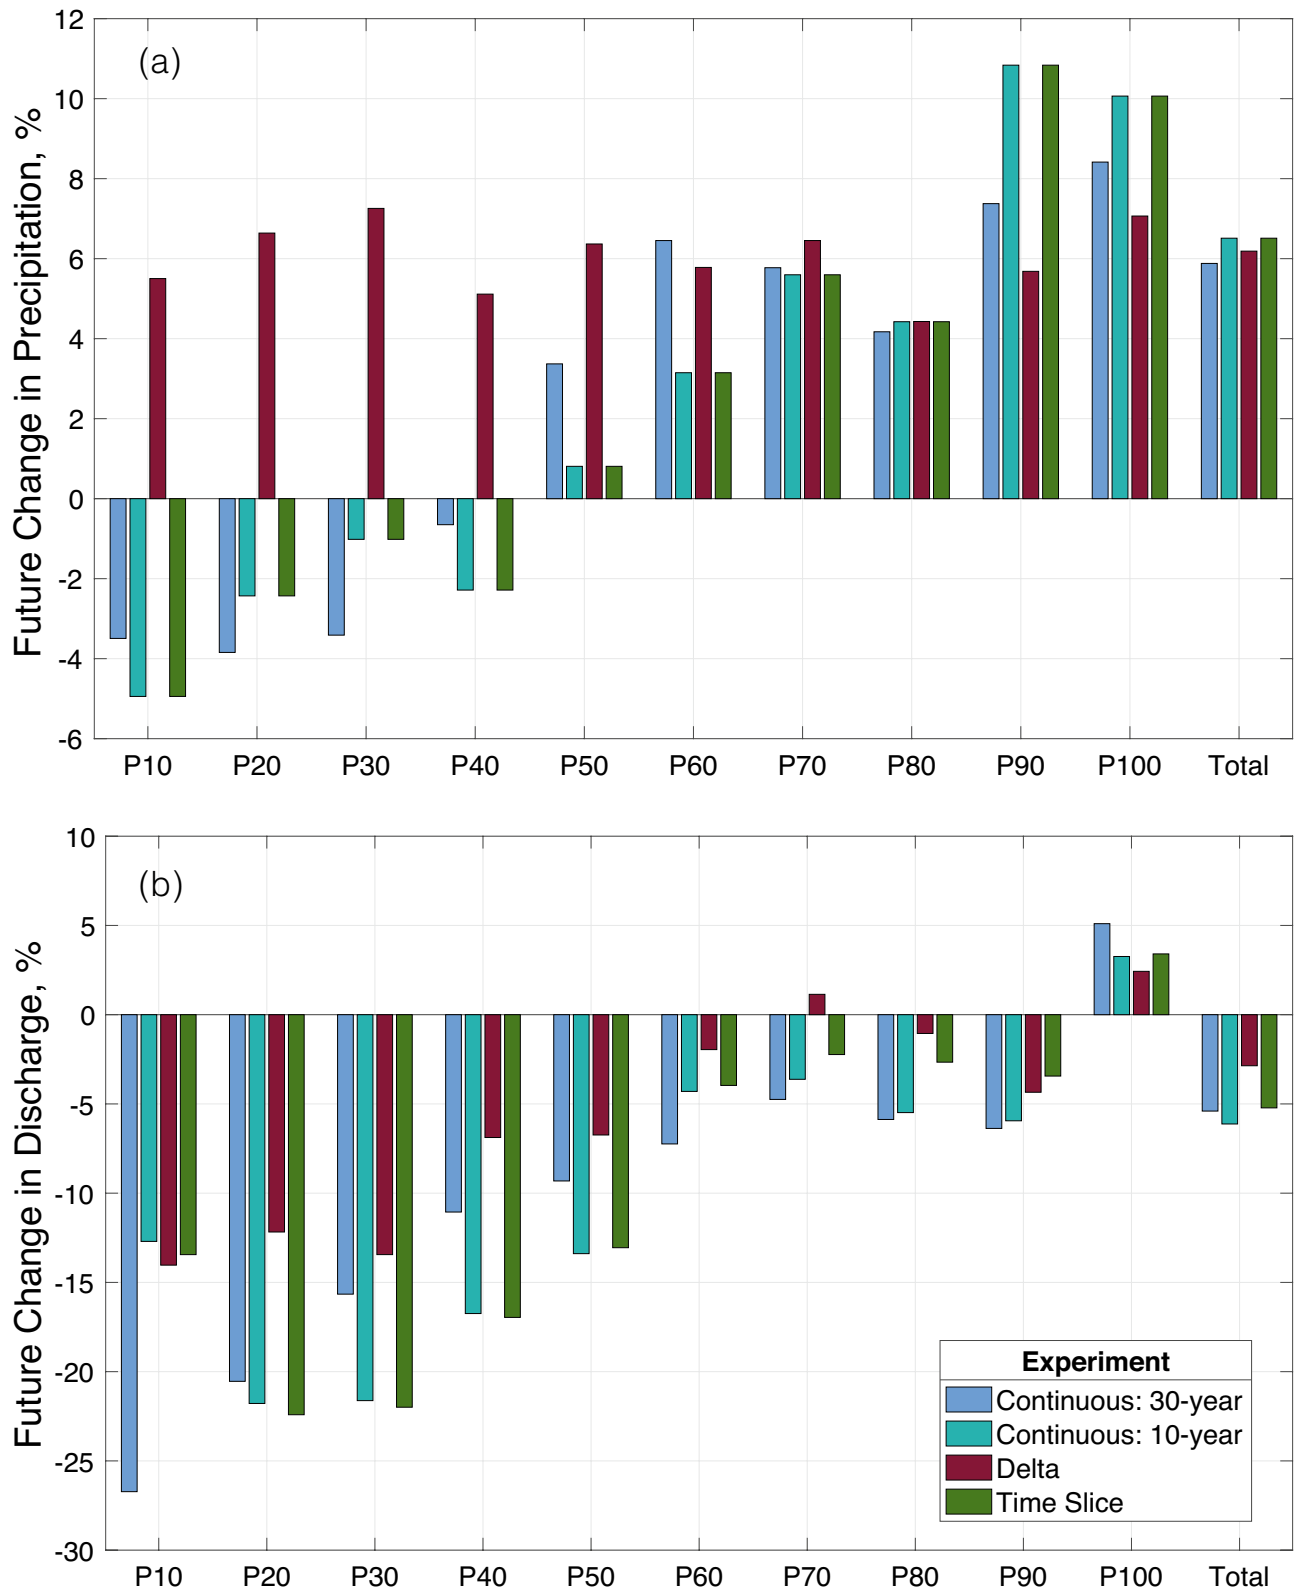 (a)
Future Change in Precipitation, %
12
10
8
6
4
2
0
-2
-4
-6
P10 P20 P30 P40 P50 P60 P70 P80 P90 P100 Total
(b)
Future Change in Discharge, %
10
5
0
-5
-10
-15
-20
-25
-30
Experiment
Continuous: 30-year
Continuous: 10-year
Delta
Time Slice
P10 P20 P30 P40 P50 P60 P70 P80 P90 P100 Total